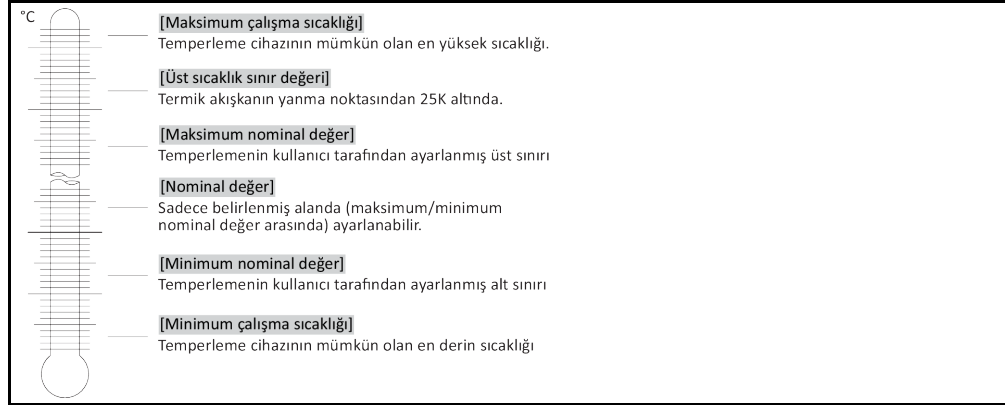 °C
[Maksimum çalışma sıcaklığı]
Temperleme cihazının mümkün olan en yüksek sıcaklığı.
[Üst sıcaklık sınır değeri]
Termik akışkanın yanma noktasından 25K altında.
[Maksimum nominal değer]
Temperlemenin kullanıcı tarafından ayarlanmış üst sınırı
[Nominal değer]
Sadece belirlenmiş alanda (maksimum/minimum
nominal değer arasında) ayarlanabilir.
[Minimum nominal değer]
Temperlemenin kullanıcı tarafından ayarlanmış alt sınırı
[Minimum çalışma sıcaklığı]
Temperleme cihazının mümkün olan en derin sıcaklığı